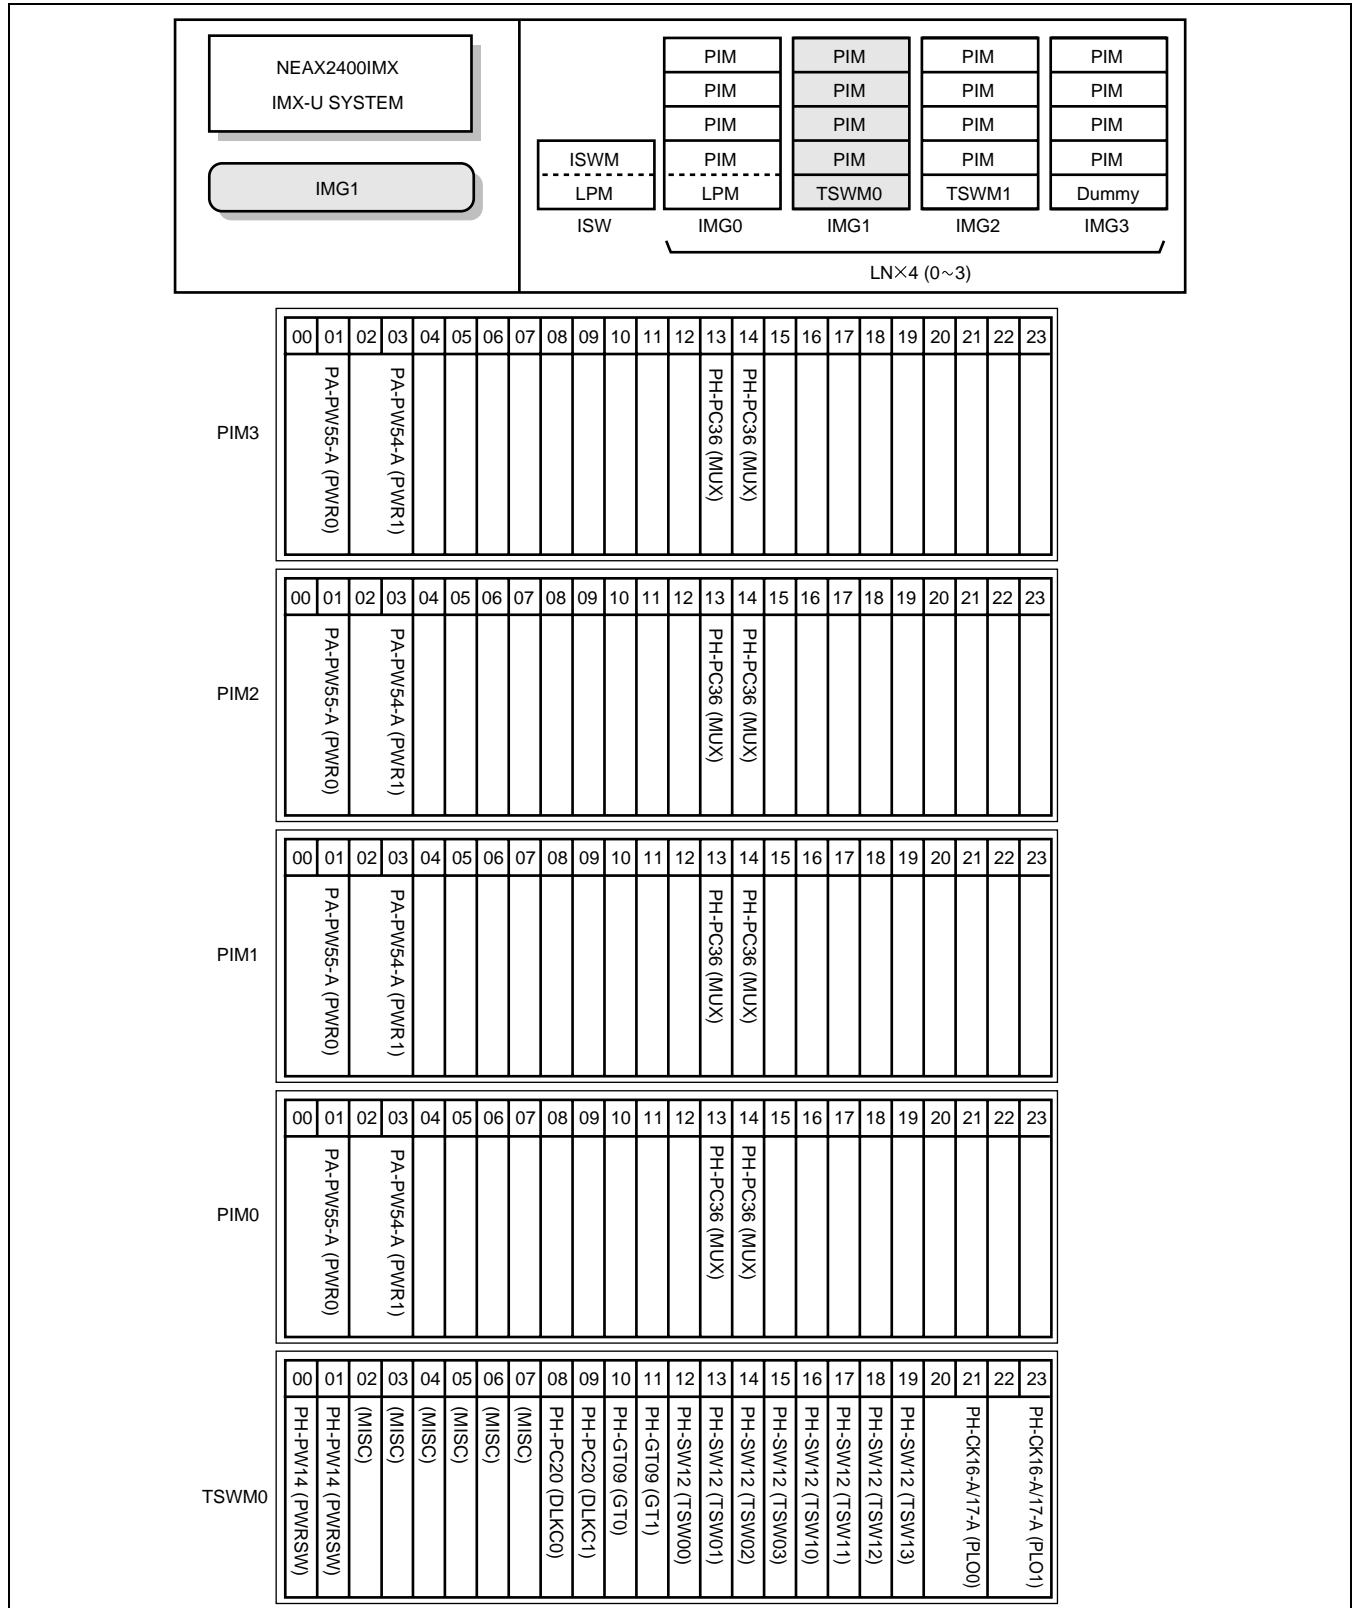 NEAX2400IMX
IMX-U SYSTEM
IMG1
PIM PIM PIM PIM
PIM PIM PIM PIM
PIM PIM PIM PIM
ISWM PIM PIM PIM PIM
LPM LPM TSWM0 TSWM1 Dummy
ISW IMG0 IMG1 IMG2 IMG3
LN×4 (0~3)
PIM3
00 01 02 03 04 05 06 07 08 09 10 11 12 13 14 15 16 17 18 19 20 21 22 23
PA-PW55-A (PWR0)
PA-PW54-A (PWR1)
PH-PC36 (MUX)
PH-PC36 (MUX)
PIM2
00 01 02 03 04 05 06 07 08 09 10 11 12 13 14 15 16 17 18 19 20 21 22 23
PA-PW55-A (PWR0)
PA-PW54-A (PWR1)
PH-PC36 (MUX)
PH-PC36 (MUX)
PIM1
00 01 02 03 04 05 06 07 08 09 10 11 12 13 14 15 16 17 18 19 20 21 22 23
PA-PW55-A (PWR0)
PA-PW54-A (PWR1)
PH-PC36 (MUX)
PH-PC36 (MUX)
PIM0
00 01 02 03 04 05 06 07 08 09 10 11 12 13 14 15 16 17 18 19 20 21 22 23
PA-PW55-A (PWR0)
PA-PW54-A (PWR1)
PH-PC36 (MUX)
PH-PC36 (MUX)
TSWM0
00 01 02 03 04 05 06 07 08 09 10 11 12 13 14 15 16 17 18 19 20 21 22 23
PH-PW14 (PWRSW)
PH-PW14 (PWRSW)
(MISC)
(MISC)
(MISC)
(MISC)
(MISC)
(MISC)
PH-PC20 (DLKC0)
PH-PC20 (DLKC1)
PH-GT09 (GT0)
PH-GT09 (GT1)
PH-SW12 (TSW00)
PH-SW12 (TSW01)
PH-SW12 (TSW02)
PH-SW12 (TSW03)
PH-SW12 (TSW10)
PH-SW12 (TSW11)
PH-SW12 (TSW12)
PH-SW12 (TSW13)
PH-CK16-A/17-A (PLO0)
PH-CK16-A/17-A (PLO1)